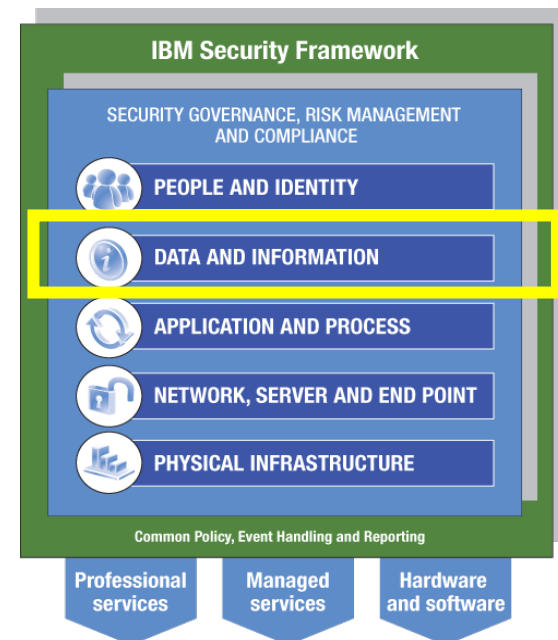 IBM Security Framework
SECURITY GOVERNANCE, RISK MANAGEMENT
AND COMPLIANCE
PEOPLE AND IDENTITY
i
DATA AND INFORMATION
APPLICATION AND PROCESS
NETWORK, SERVER AND END POINT
PHYSICAL INFRASTRUCTURE
Common Policy, Event Handling and Reporting
Professional
services
Managed
services
Hardware
and software